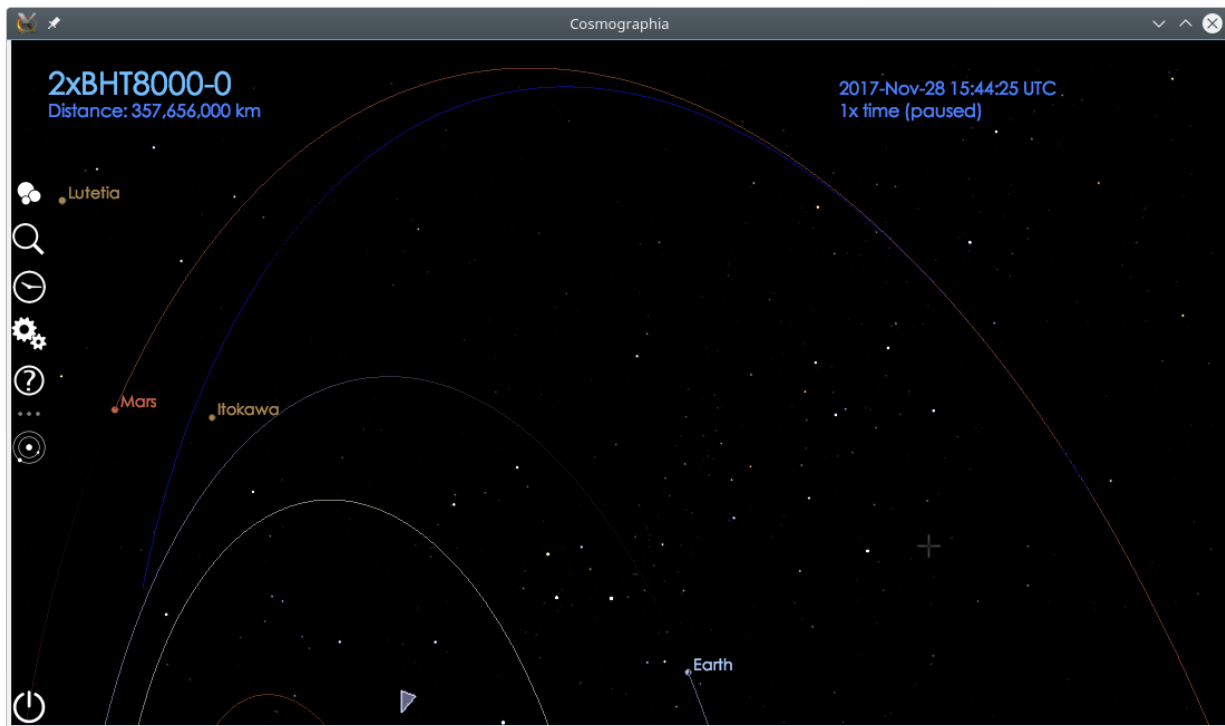 Cosmographia
2xBHT8000-0
Distance: 357,656,000 km
2017-Nov-28 15:44:25 UTC
1x time (paused)
Lutetia
Mars
Itokawa
Earth